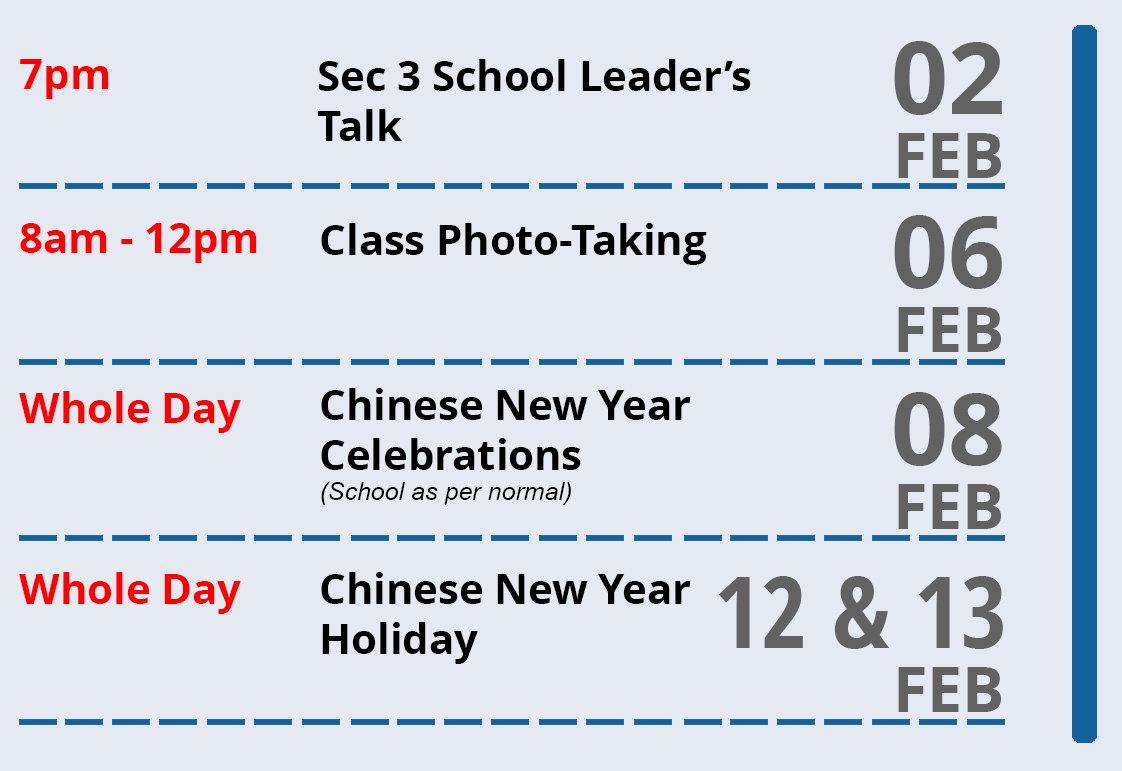 7pm
Sec 3 School Leader’s
Talk
02
FEB
8am - 12pm
Class Photo-Taking
06
FEB
Whole Day
Chinese New Year
Celebrations
(School as per normal)
08
FEB
Whole Day
Chinese New Year
Holiday
12 & 13
FEB